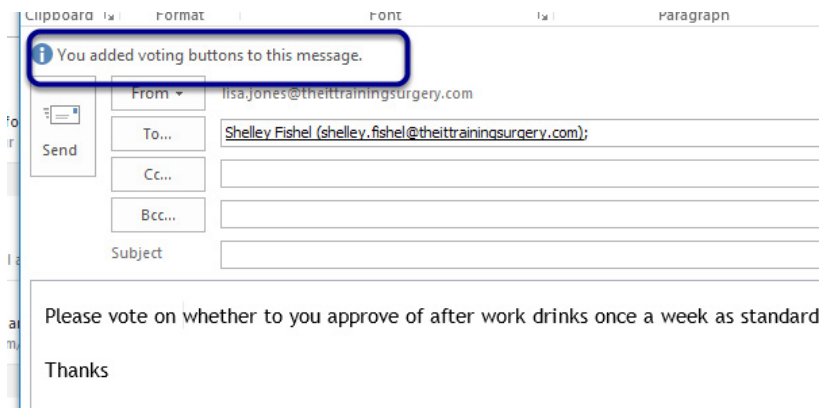 Clipboard Format Font Paragraph
You added voting buttons to this message.
From lisa.jones@theittrainingsurgery.com
To... Shelley Fishel (shelley.fishel@theittrainingsurgery.com);
Send
Cc...
Bcc...
Subject
Please vote on whether to you approve of after work drinks once a week as standard
Thanks